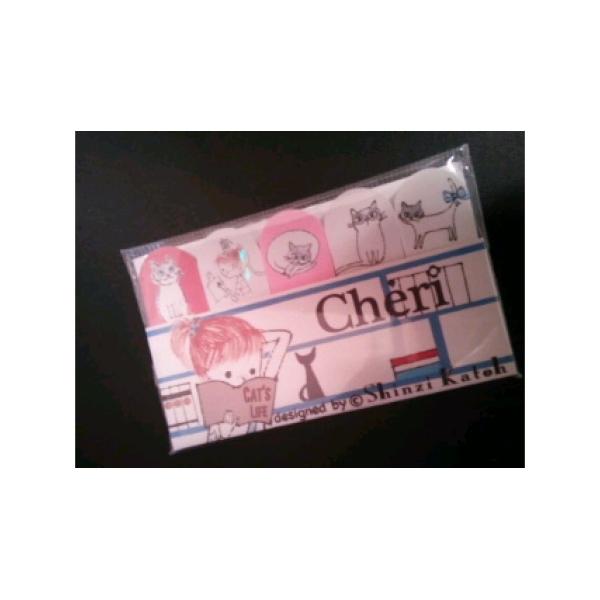 Chéri
CAT'S
LIFE
designed by © Shinzi Katoh